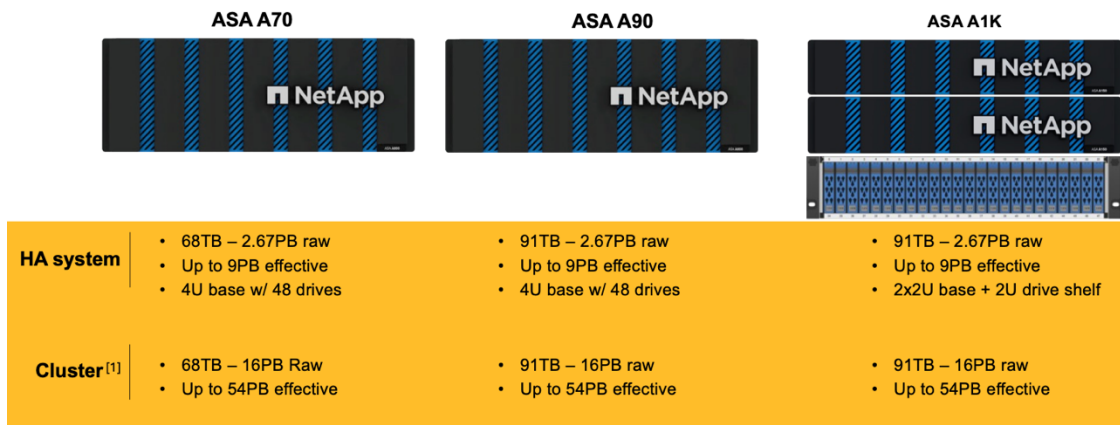 ASA A70
ASA A90
ASA A1K
NetApp
NetApp
NetApp
NetApp
HA system
• 68TB – 2.67PB raw
• Up to 9PB effective
• 4U base w/ 48 drives
• 91TB – 2.67PB raw
• Up to 9PB effective
• 4U base w/ 48 drives
• 91TB – 2.67PB raw
• Up to 9PB effective
• 2x2U base + 2U drive shelf
Cluster [1]
• 68TB – 16PB Raw
• Up to 54PB effective
• 91TB – 16PB raw
• Up to 54PB effective
• 91TB – 16PB raw
• Up to 54PB effective